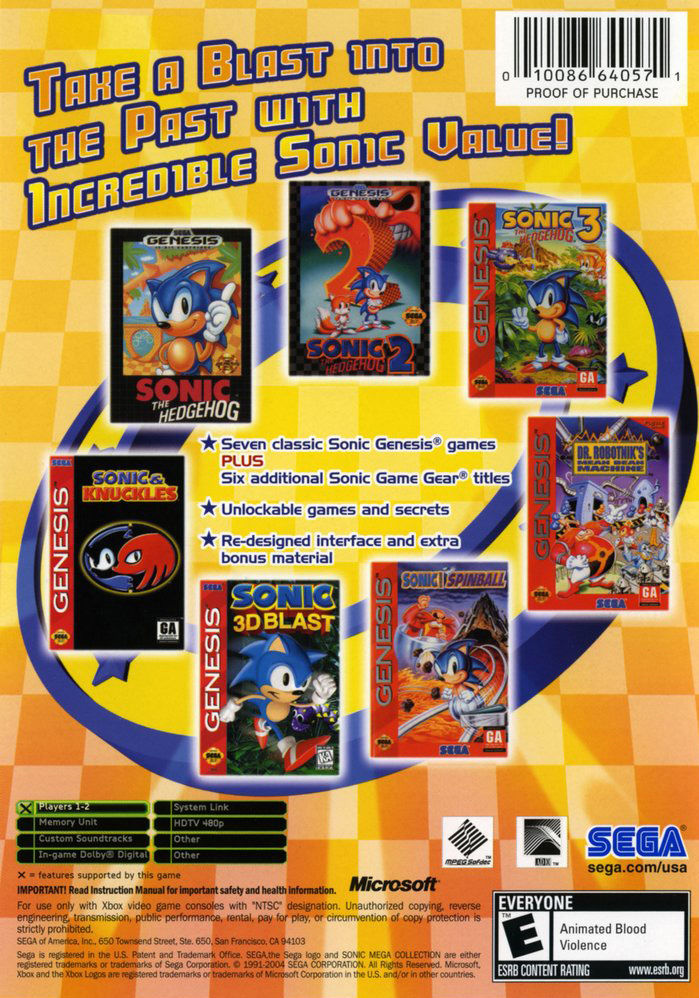 Take a Blast into
the Past with
Incredible Sonic Value!
0 10086 64057 1
PROOF OF PURCHASE
SEGA
GENESIS
SONIC
THE
HEDGEHOG
GENESIS
2
SEGA
SONIC
THE HEDGEHOG 2
GENESIS
SONIC
THE HEDGEHOG 3
SEGA
GA
★ Seven classic Sonic Genesis® games
PLUS
Six additional Sonic Game Gear® titles
★ Unlockable games and secrets
★ Re-designed interface and extra
bonus material
SEGA
GENESIS
SONIC &
KNUCKLES
GA
GENESIS
DR. ROBOTNIK'S
MEAN BEAN
MACHINE
SEGA
GA
SEGA
GENESIS
SONIC
3D BLAST
GENESIS
SONIC SPINBALL
SEGA
GA
X Players 1-2
Memory Unit
Custom Soundtracks
In-game Dolby® Digital
System Link
HDTV 480p
Other
Other
X = features supported by this game
MPEG Sofdec™
ADX™
SEGA®
sega.com/usa
IMPORTANT! Read Instruction Manual for important safety and health information.
Microsoft®
For use only with Xbox video game consoles with "NTSC" designation. Unauthorized copying, reverse
engineering, transmission, public performance, rental, pay for play, or circumvention of copy protection is
strictly prohibited.
SEGA of America, Inc., 650 Townsend Street, Ste. 650, San Francisco, CA 94103
Sega is registered in the U.S. Patent and Trademark Office. SEGA,the Sega logo and SONIC MEGA COLLECTION are either
registered trademarks or trademarks of Sega Corporation. © 1991-2004 SEGA CORPORATION. All Rights Reserved. Microsoft,
Xbox and the Xbox Logos are registered trademarks or trademarks of Microsoft Corporation in the U.S. and/or in other countries.
EVERYONE
E
Animated Blood
Violence
ESRB CONTENT RATING www.esrb.org